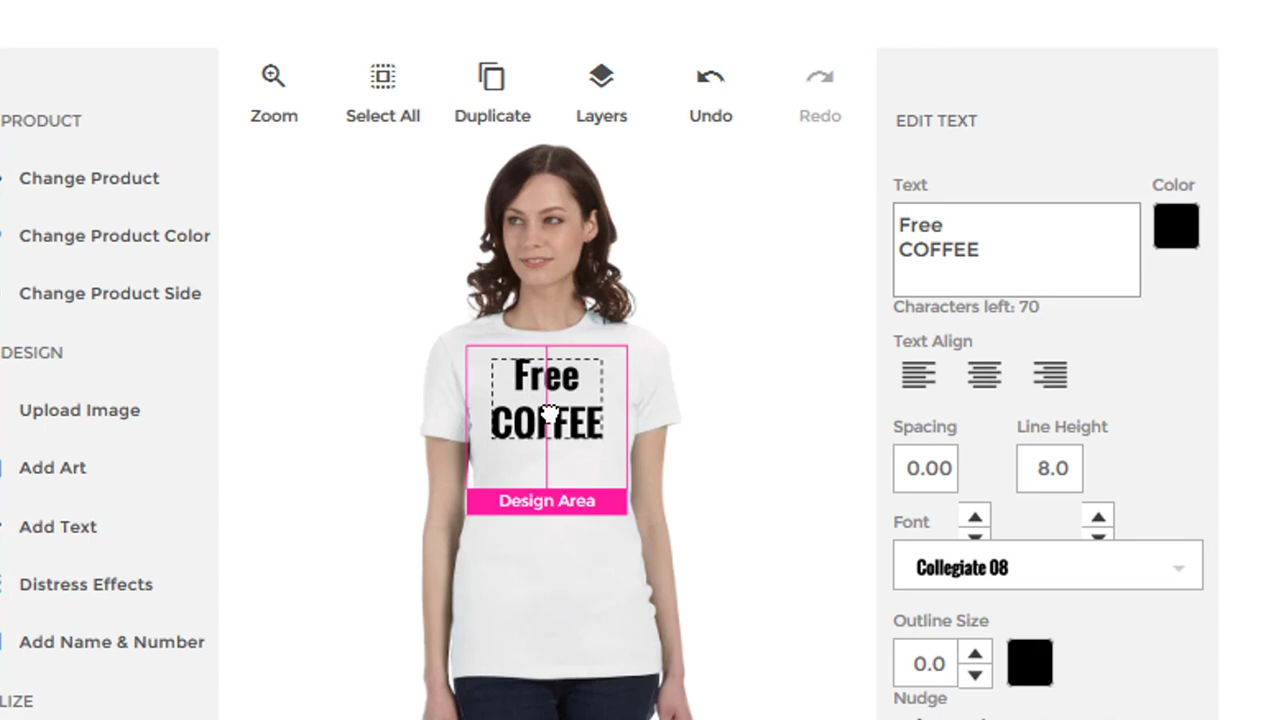 Zoom
Select All
Duplicate
Layers
Undo
Redo
PRODUCT
Change Product
Change Product Color
Change Product Side
DESIGN
Upload Image
Add Art
Add Text
Distress Effects
Add Name & Number
LIZE
Free
COFFEE
Design Area
EDIT TEXT
Text
Color
Free
COFFEE
Characters left: 70
Text Align
Spacing
Line Height
0.00
8.0
Font
Collegiate 08
Outline Size
0.0
Nudge